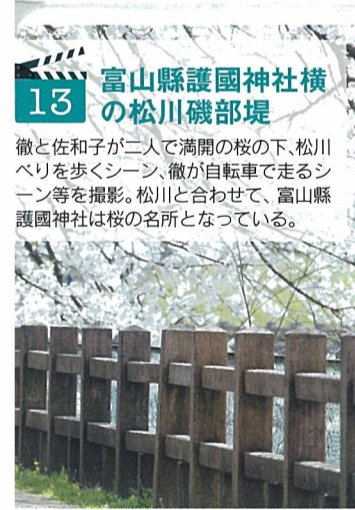 13
富山縣護國神社横
の松川磯部堤
徹と佐和子が二人で満開の桜の下、松川
べりを歩くシーン、徹が自転車で走るシ
ーン等を撮影。松川と合わせて、富山縣
護國神社は桜の名所となっている。